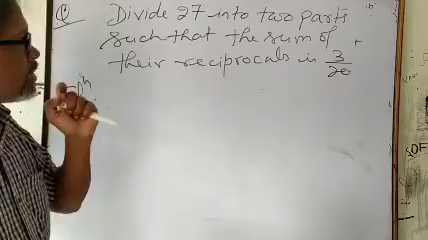 Q Divide 27 into two parts
such that the sum of
their reciprocals is 3/20